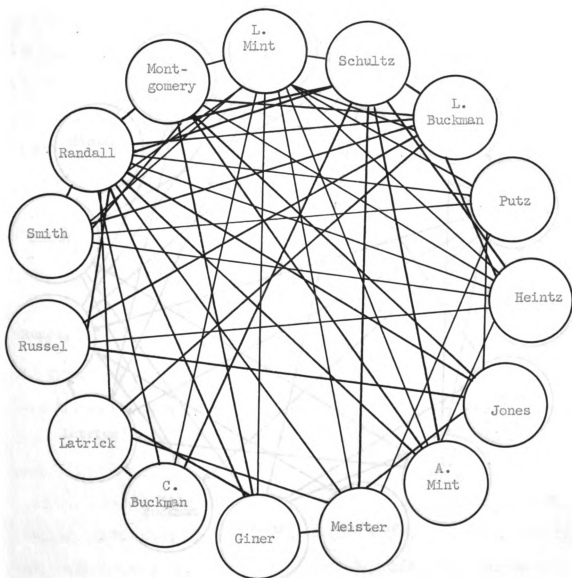 L.
Mint
Mont-
gomery
Schultz
L.
Buckman
Randall
Putz
Smith
Heintz
Russel
Jones
Latrick
A.
Mint
C.
Buckman
Giner
Meister